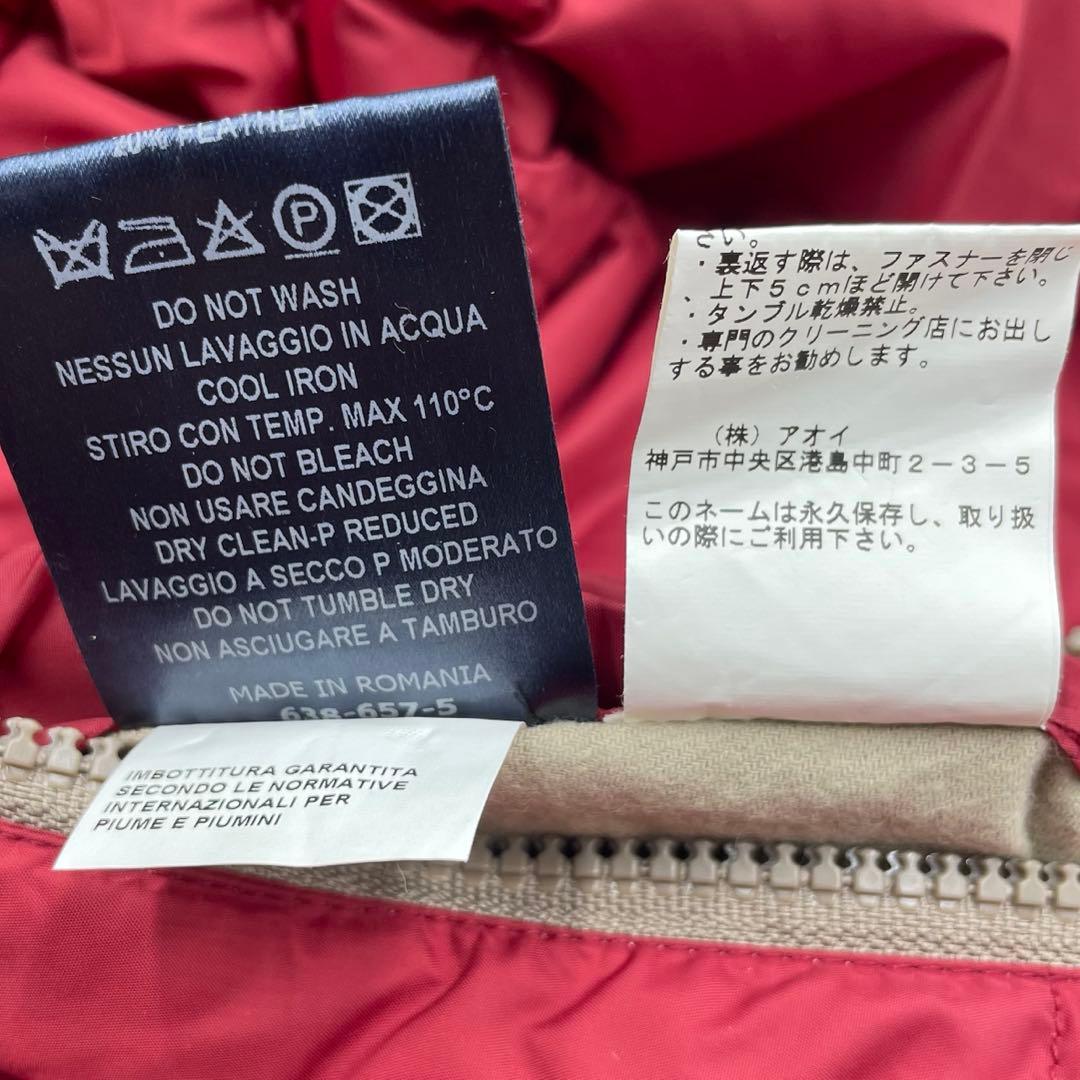 20% FEATHER
P
DO NOT WASH
NESSUN LAVAGGIO IN ACQUA
COOL IRON
STIRO CON TEMP. MAX 110°C
DO NOT BLEACH
NON USARE CANDEGGINA
DRY CLEAN-P REDUCED
LAVAGGIO A SECCO P MODERATO
DO NOT TUMBLE DRY
NON ASCIUGARE A TAMBURO
MADE IN ROMANIA
638-657-5
IMBOTTITURA GARANTITA
SECONDO LE NORMATIVE
INTERNAZIONALI PER
PIUME E PIUMINI
さい。
・裏返す際は、ファスナーを閉じ
、上下5cmほど開けて下さい。
・タンブル乾燥禁止。
・専門のクリーニング店にお出し
する事をお勧めします。
(株) アオイ
神戸市中央区港島中町2-3-5
このネームは永久保存し、取り扱
いの際にご利用下さい。